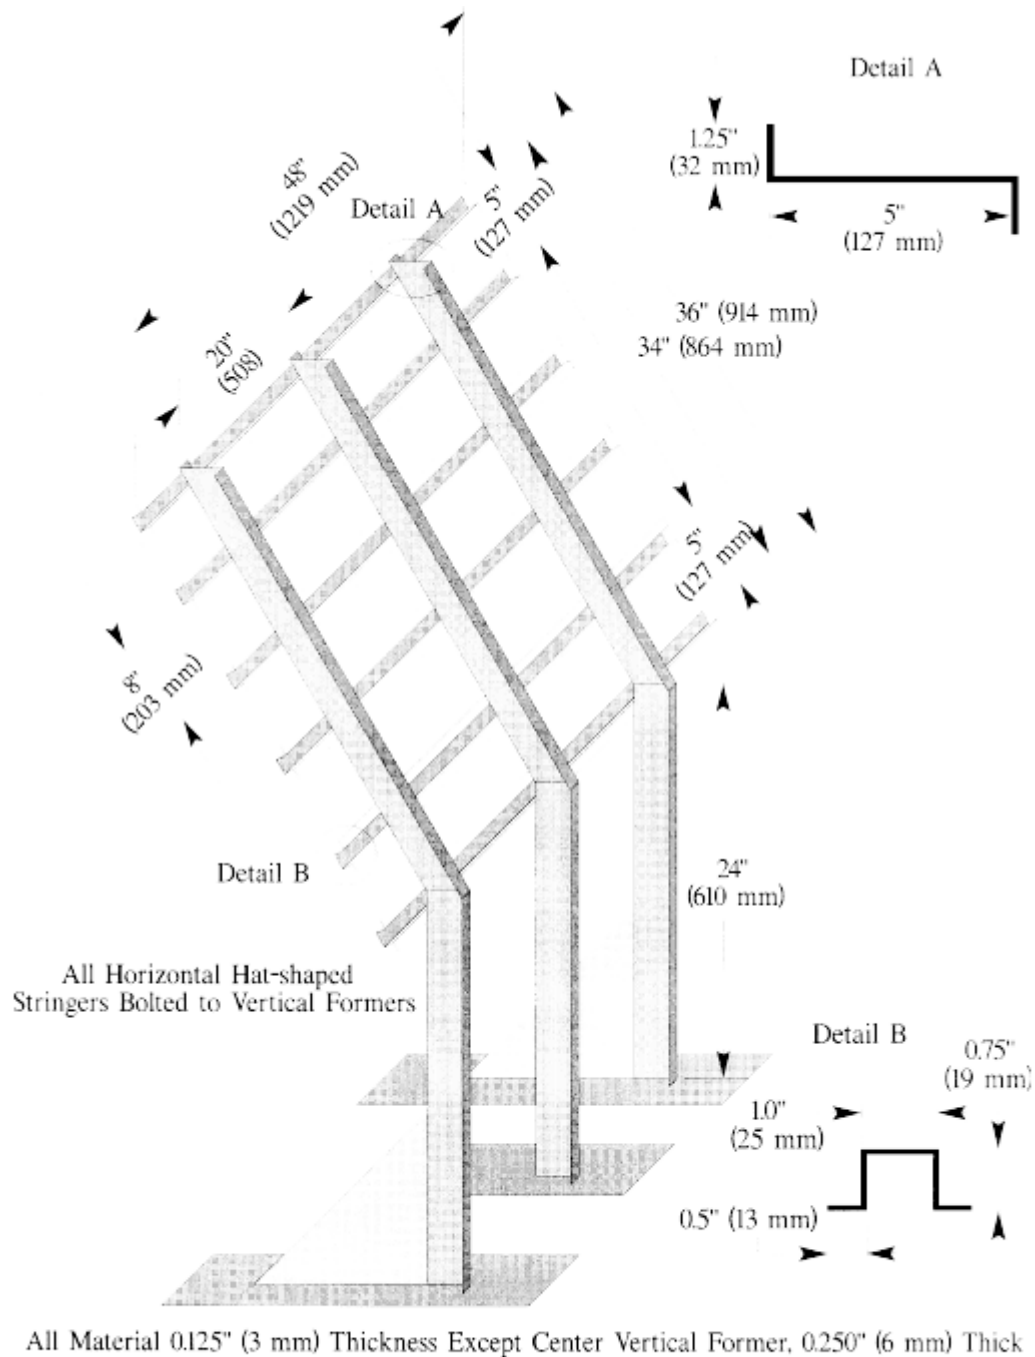 Detail A
1.25"
(32 mm)
5"
(127 mm)
48"
(1219 mm)
Detail A
5"
(127 mm)
36" (914 mm)
34" (864 mm)
20"
(508)
5"
(127 mm)
8"
(203 mm)
Detail B
24"
(610 mm)
All Horizontal Hat-shaped
Stringers Bolted to Vertical Formers
Detail B
0.75"
(19 mm)
1.0"
(25 mm)
0.5" (13 mm)
All Material 0.125" (3 mm) Thickness Except Center Vertical Former, 0.250" (6 mm) Thick